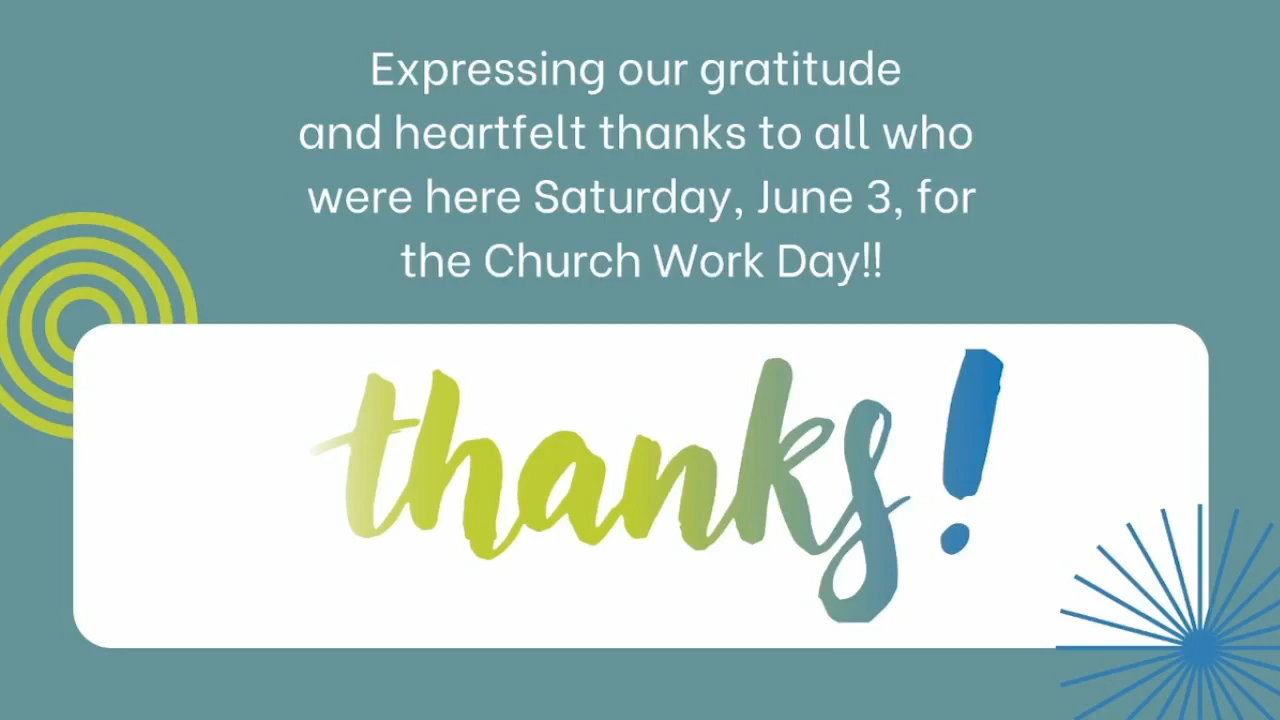 Expressing our gratitude
and heartfelt thanks to all who
were here Saturday, June 3, for
the Church Work Day!!
thanks!